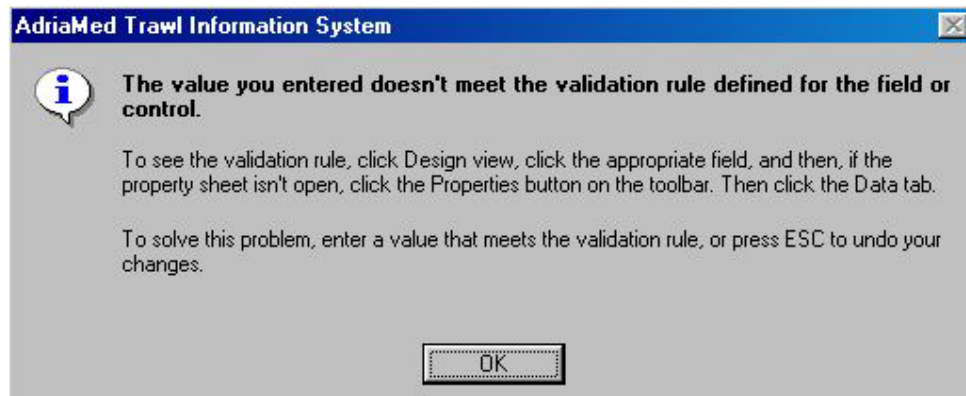 AdriaMed Trawl Information System
The value you entered doesn't meet the validation rule defined for the field or
control.
To see the validation rule, click Design view, click the appropriate field, and then, if the
property sheet isn't open, click the Properties button on the toolbar. Then click the Data tab.
To solve this problem, enter a value that meets the validation rule, or press ESC to undo your
changes.
OK